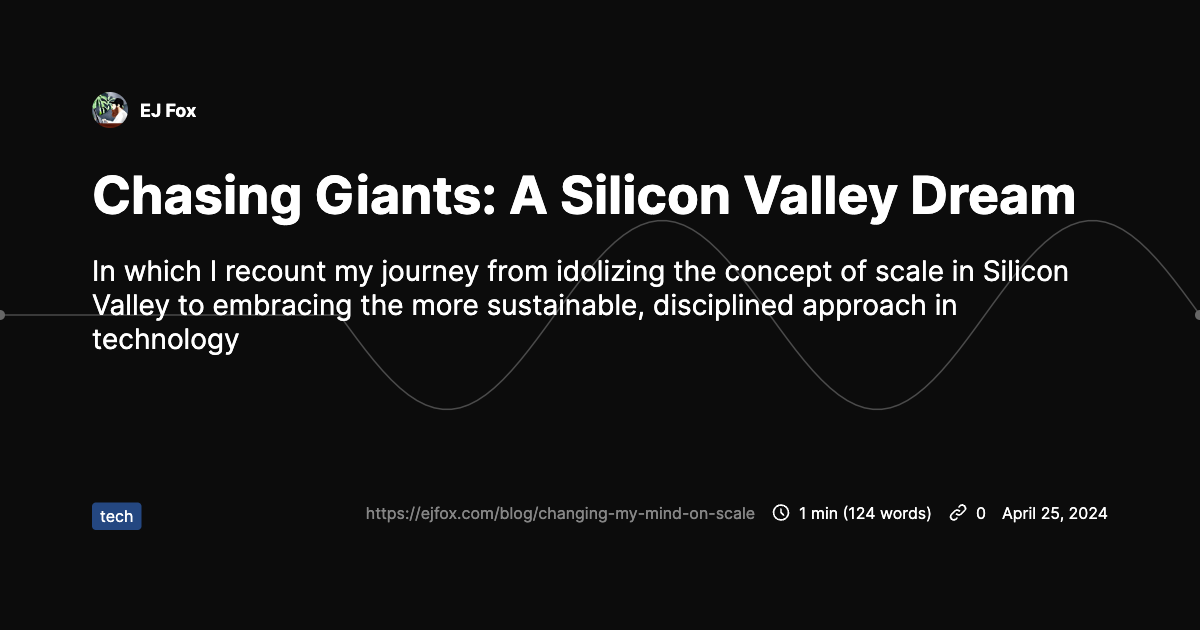 EJ Fox
Chasing Giants: A Silicon Valley Dream
In which I recount my journey from idolizing the concept of scale in Silicon
Valley to embracing the more sustainable, disciplined approach in
technology
tech
https://ejfox.com/blog/changing-my-mind-on-scale 1 min (124 words) 0 April 25, 2024